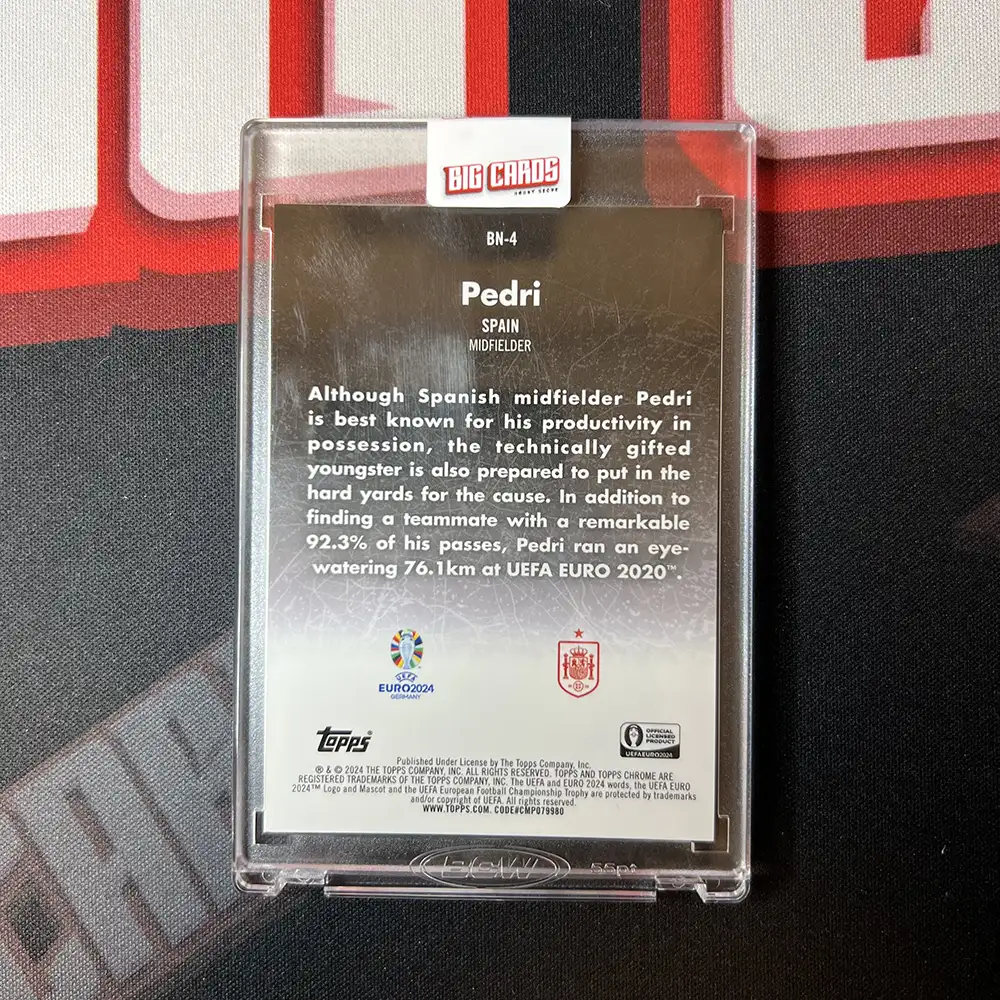 BIG CARDS
HOBBY SHOP
BN-4
Pedri
SPAIN
MIDFIELDER
Although Spanish midfielder Pedri
is best known for his productivity in
possession, the technically gifted
youngster is also prepared to put in the
hard yards for the cause. In addition to
finding a teammate with a remarkable
92.3% of his passes, Pedri ran an eye-
watering 76.1km at UEFA EURO 2020™.
UEFA
EURO2024
GERMANY
topps®
OFFICIAL
LICENSED
PRODUCT
UEFA EURO2024
Published Under License by The Topps Company, Inc.
® & © 2024 THE TOPPS COMPANY, INC. ALL RIGHTS RESERVED. TOPPS AND TOPPS CHROME ARE
REGISTERED TRADEMARKS OF THE TOPPS COMPANY, INC. The UEFA and EURO 2024 words, the UEFA EURO
2024™ Logo and Mascot and the UEFA European Football Championship Trophy are protected by trademarks
and/or copyright of UEFA. All rights reserved.
WWW.TOPPS.COM. CODE#CMP079980
BCW
55pt